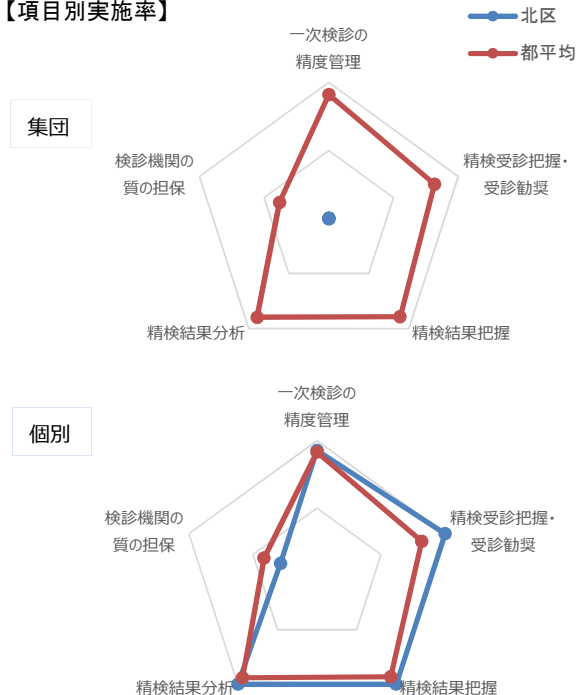 【項目別実施率】
北区
都平均
集団
一次検診の
精度管理
精検受診把握・
受診勧奨
精検結果把握
精検結果分析
検診機関の
質の担保
個別
一次検診の
精度管理
精検受診把握・
受診勧奨
精検結果把握
精検結果分析
検診機関の
質の担保